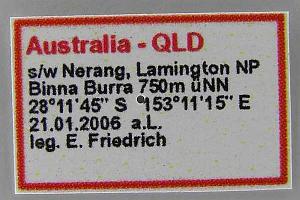 Australia - QLD
s/w Nerang, Lamington NP
Binna Burra 750m üNN
28°11'45" S 153°11'15" E
21.01.2006 a.L.
leg. E. Friedrich